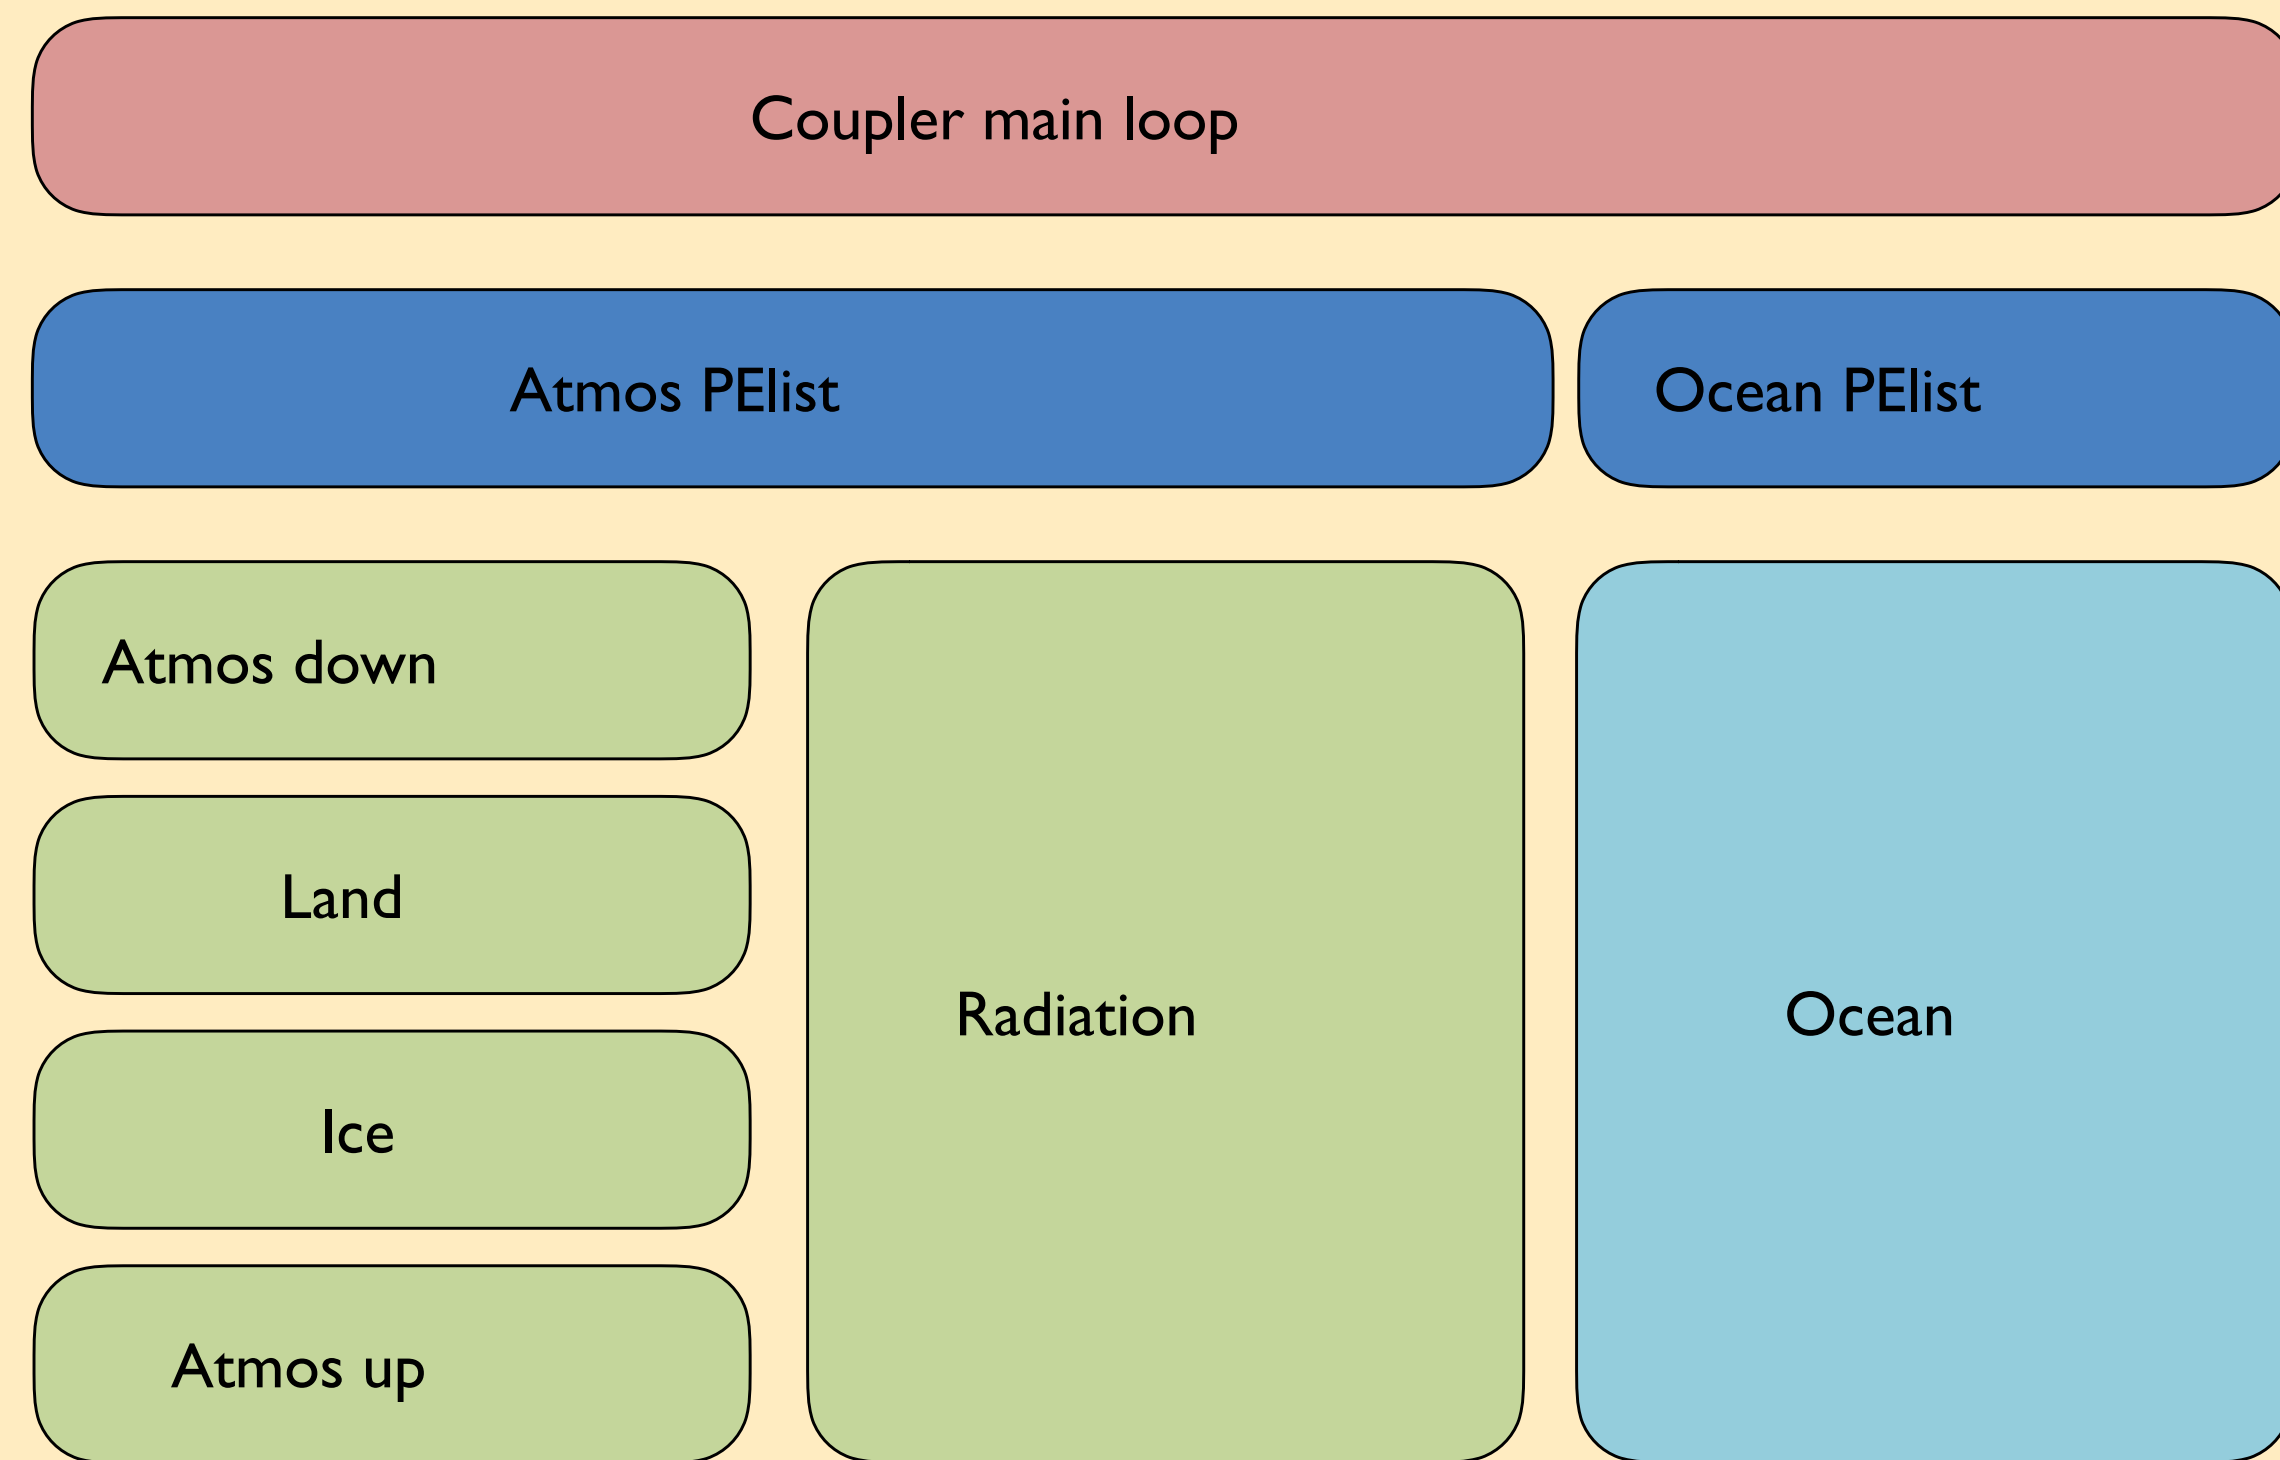 Coupler main loop
Atmos PElist
Ocean PElist
Atmos down
Land
Ice
Atmos up
Radiation
Ocean